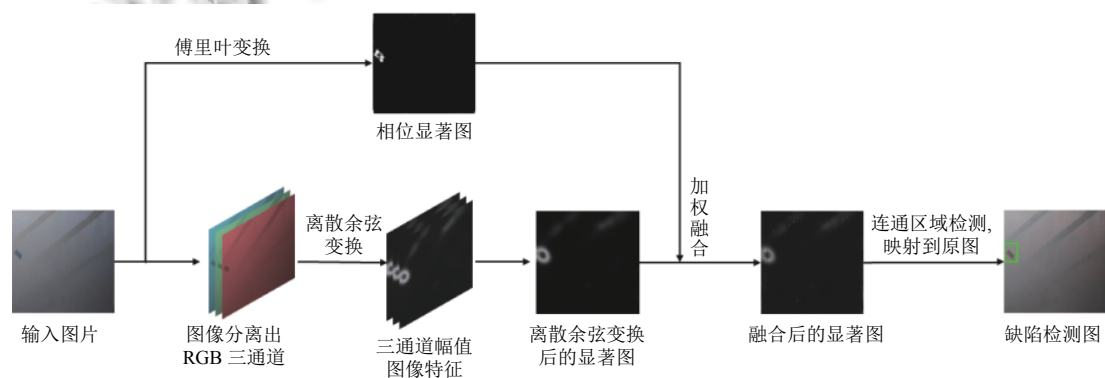 傅里叶变换
相位显著图
加权融合
离散余弦
变换
连通区域检测,
映射到原图
输入图片
图像分离出
RGB 三通道
三通道幅值
图像特征
离散余弦变换
后的显著图
融合后的显著图
缺陷检测图